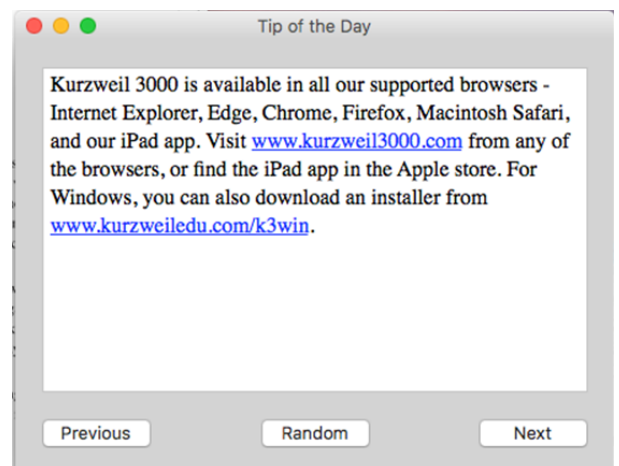 Tip of the Day
Kurzweil 3000 is available in all our supported browsers -
Internet Explorer, Edge, Chrome, Firefox, Macintosh Safari,
and our iPad app. Visit www.kurzweil3000.com from any of
the browsers, or find the iPad app in the Apple store. For
Windows, you can also download an installer from
www.kurzweiledu.com/k3win.
Previous Random Next